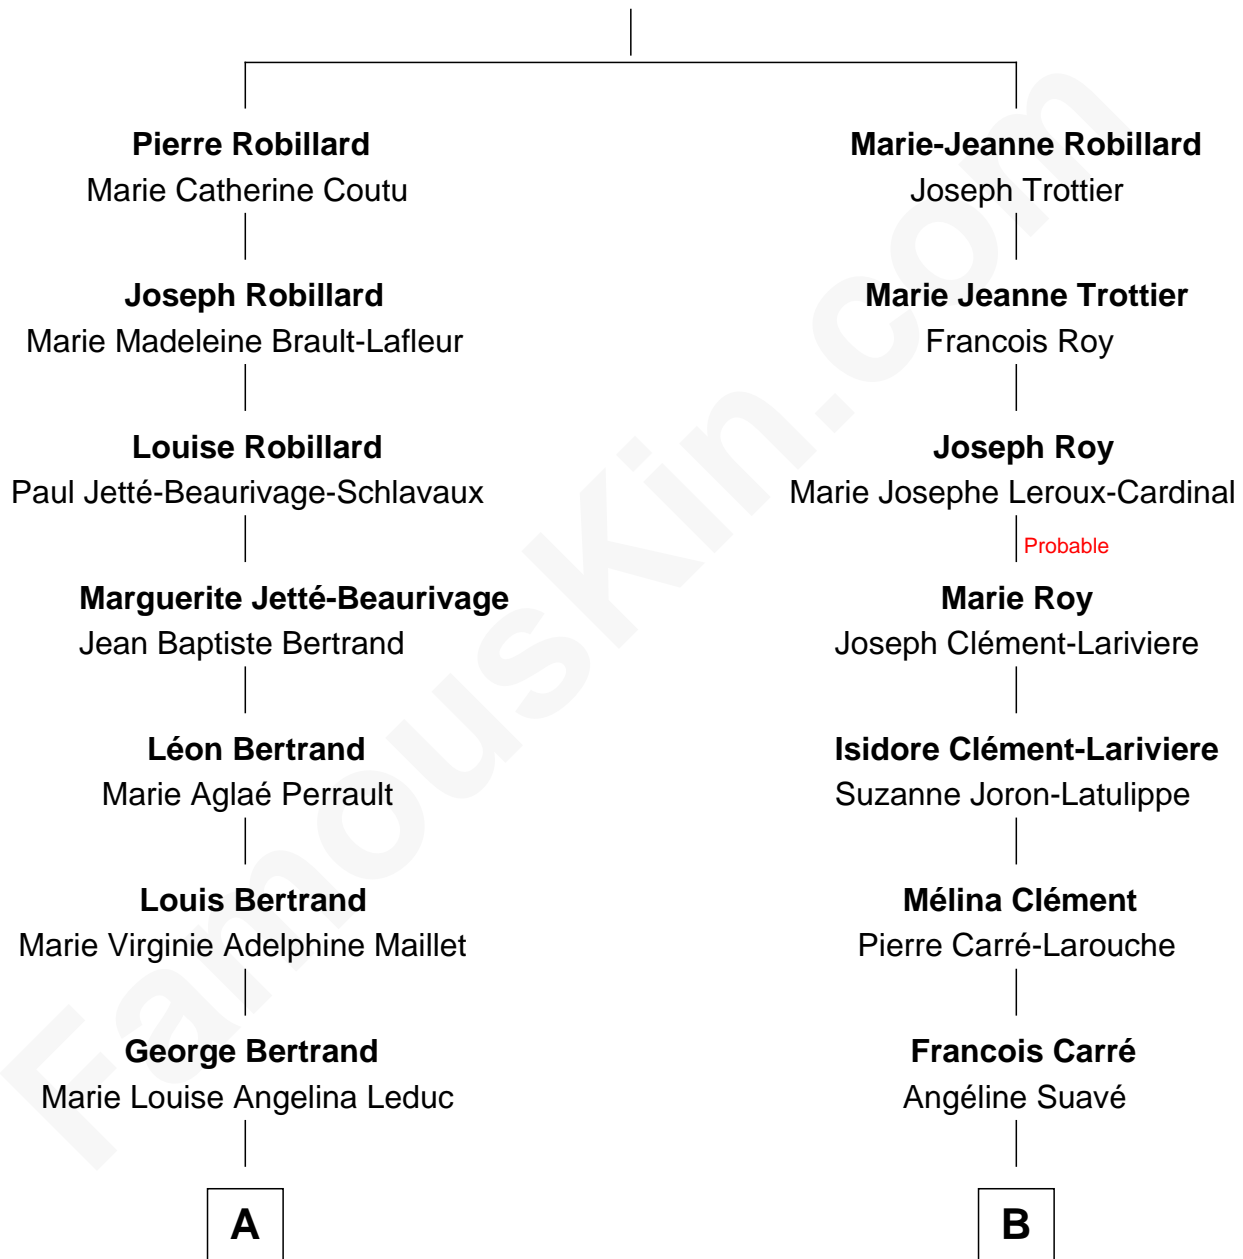 Pierre Robillard
Marie Catherine Coutu
Joseph Robillard
Marie Madeleine Brault-Lafleur
Louise Robillard
Paul Jetté-Beaurivage-Schlavaux
Marguerite Jetté-Beaurivage
Jean Baptiste Bertrand
Léon Bertrand
Marie Aglaé Perrault
Louis Bertrand
Marie Virginie Adelphine Maillet
George Bertrand
Marie Louise Angelina Leduc
A
Marie-Jeanne Robillard
Joseph Trottier
Marie Jeanne Trottier
Francois Roy
Joseph Roy
Marie Josephe Leroux-Cardinal
Probable
Marie Roy
Joseph Clément-Lariviere
Isidore Clément-Lariviere
Suzanne Joron-Latulippe
Mélina Clément
Pierre Carré-Larouche
Francois Carré
Angéline Suavé
B
FamousKin.com